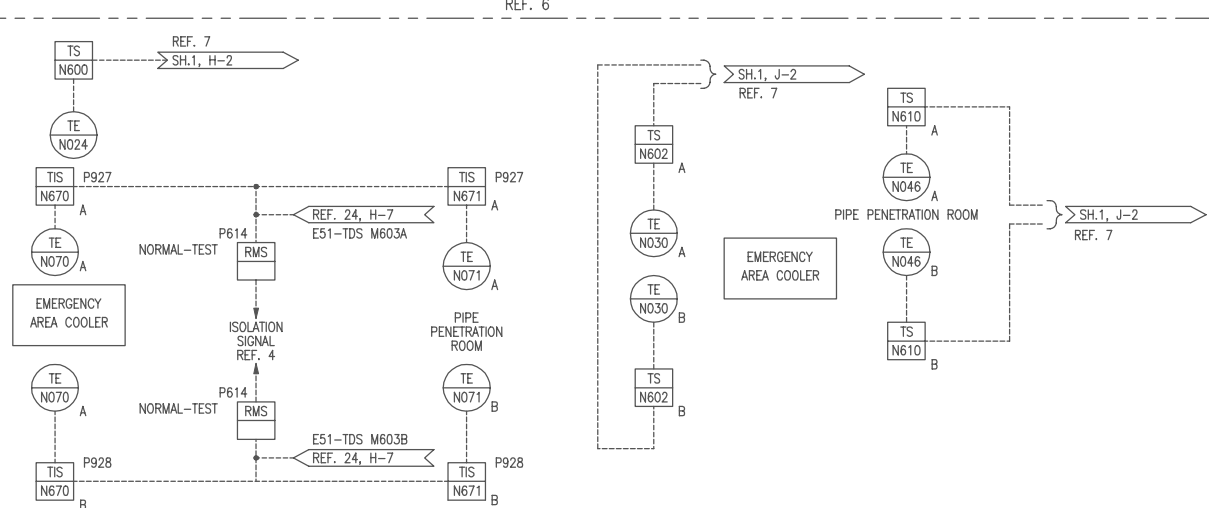 REF. 6
TS
N600
REF. 7
SH.1, H-2
TE
N024
TIS
N670
P927
A
TE
N070
A
EMERGENCY
AREA COOLER
TE
N070
A
TIS
N670
P928
B
NORMAL-TEST
P614
RMS
REF. 24, H-7
E51-TDS M603A
ISOLATION
SIGNAL
REF. 4
NORMAL-TEST
P614
RMS
E51-TDS M603B
REF. 24, H-7
TIS
N671
P927
A
TE
N071
A
PIPE
PENETRATION
ROOM
TE
N071
B
TIS
N671
P928
B
SH.1, J-2
REF. 7
TS
N602
A
TE
N030
A
TE
N030
B
TS
N602
B
EMERGENCY
AREA COOLER
TS
N610
A
TE
N046
A
PIPE PENETRATION ROOM
TE
N046
B
TS
N610
B
SH.1, J-2
REF. 7